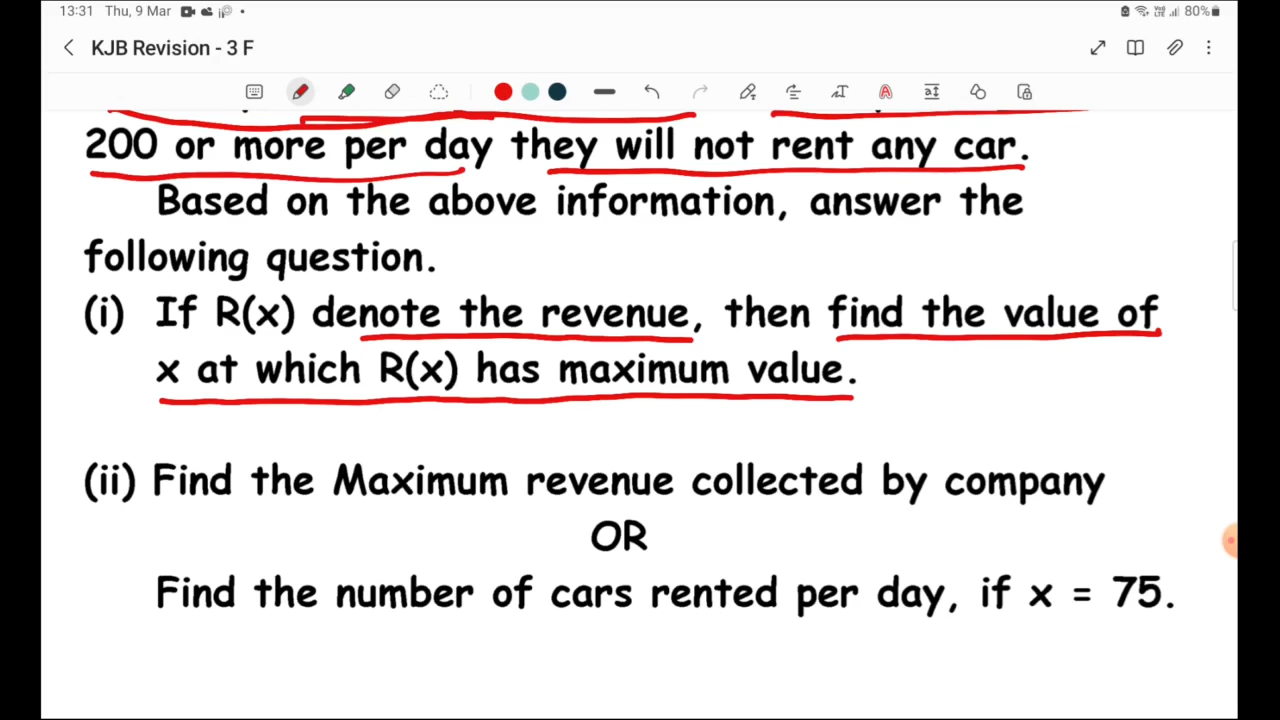 13:31 Thu, 9 Mar 80%
KJB Revision - 3 F
200 or more per day they will not rent any car.
Based on the above information, answer the
following question.
(i) If R(x) denote the revenue, then find the value of
x at which R(x) has maximum value.
(ii) Find the Maximum revenue collected by company
OR
Find the number of cars rented per day, if x = 75.